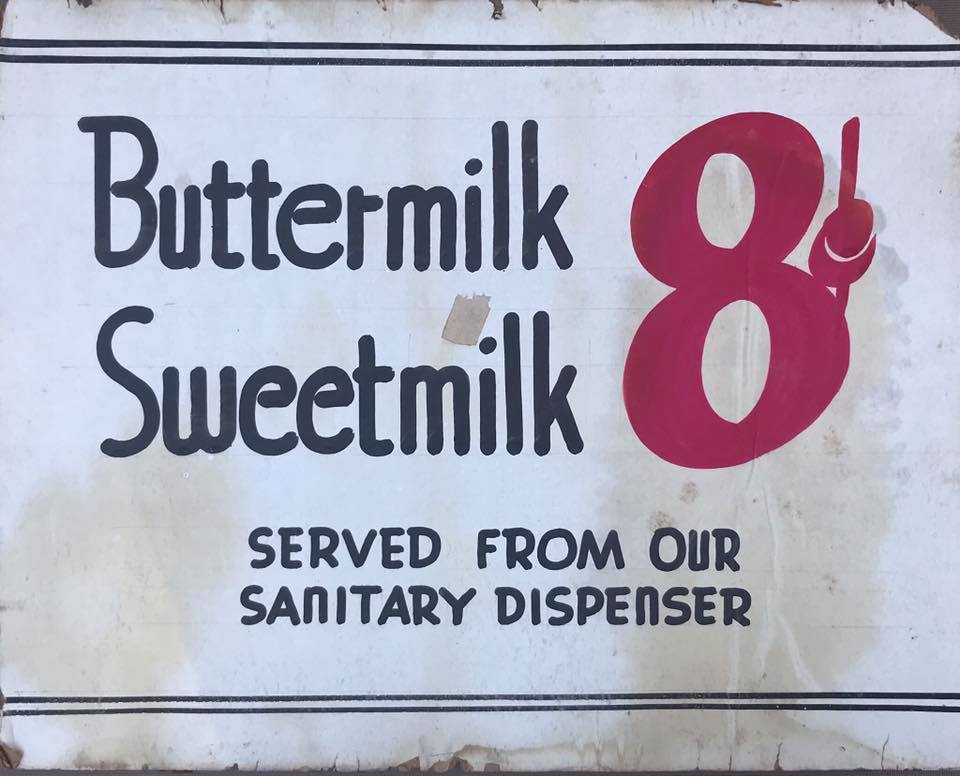 Buttermilk 8¢
Sweetmilk
SERVED FROM OUR
SANITARY DISPENSER